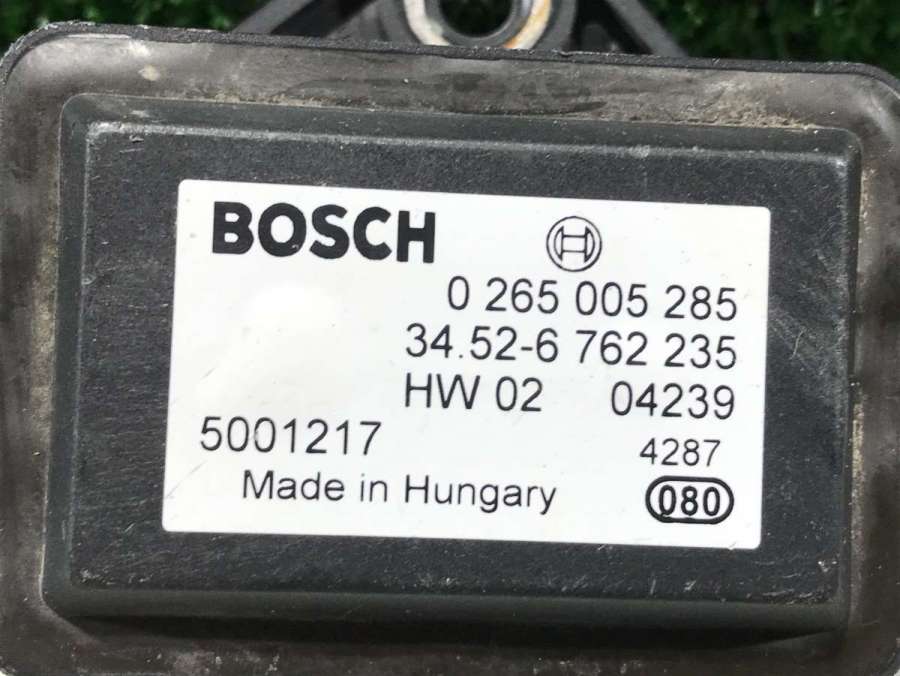 BOSCH
0 265 005 285
34.52-6 762 235
HW 02 04239
5001217 4287
Made in Hungary 080